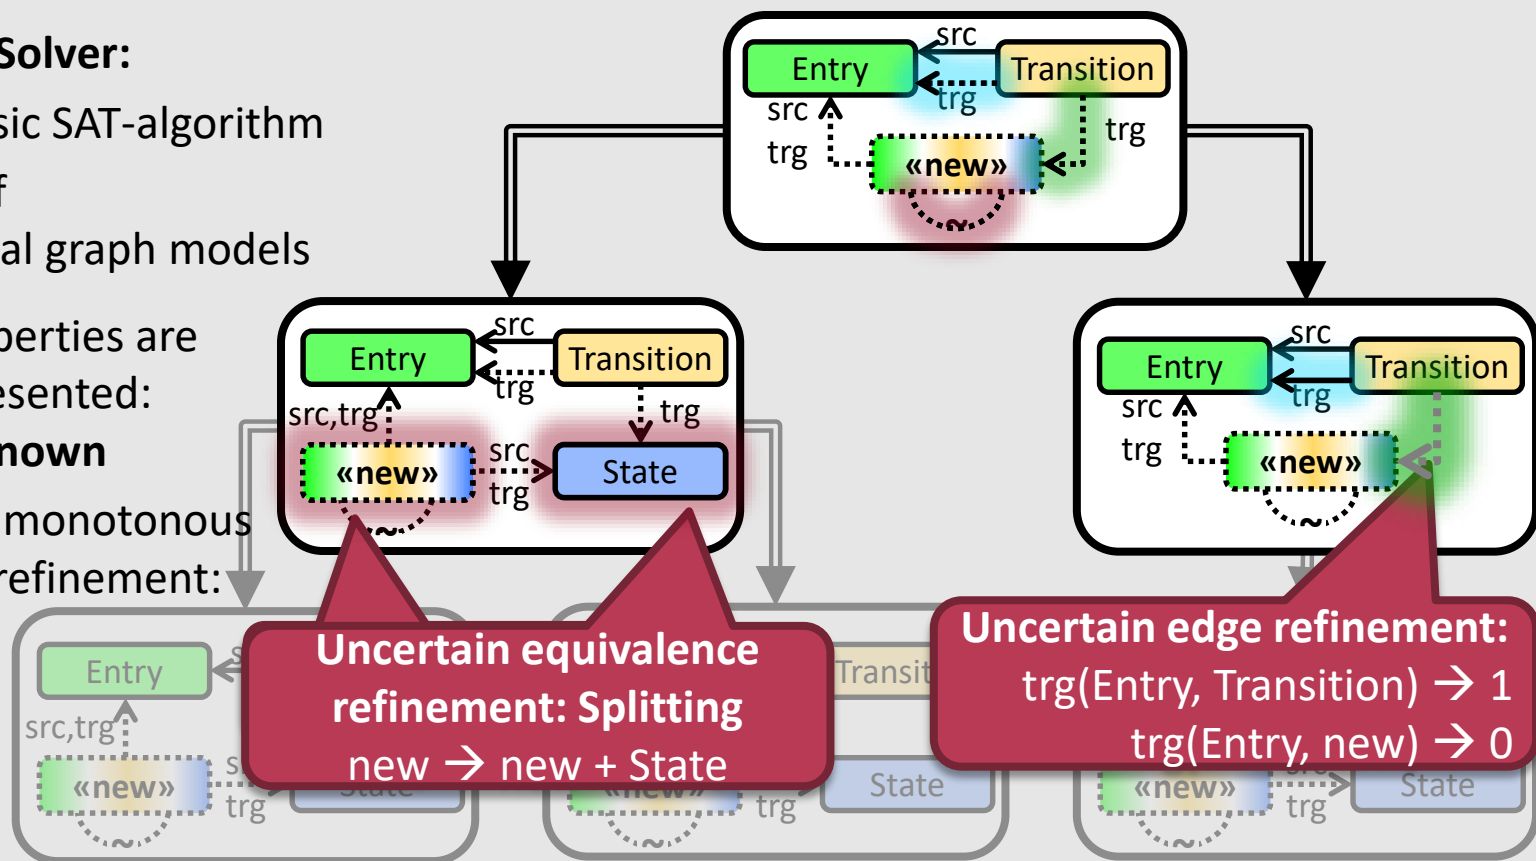 Solver:
sic SAT-algorithm
f
al graph models
perties are
esented:
nown
monotonous
refinement:
Entry
src
Transition
trg
src
trg
trg
«new»
~
Entry
src
Transition
trg
src,trg
trg
«new»
src
trg
State
~
Entry
src
Transition
trg
src
trg
«new»
~
Uncertain equivalence
refinement: Splitting
new → new + State
Uncertain edge refinement:
trg(Entry, Transition) → 1
trg(Entry, new) → 0
Entry
s
src,trg
«new»
s
trg
State
~
Transit
«new»
trg
State
~
«new»
src
trg
State
~